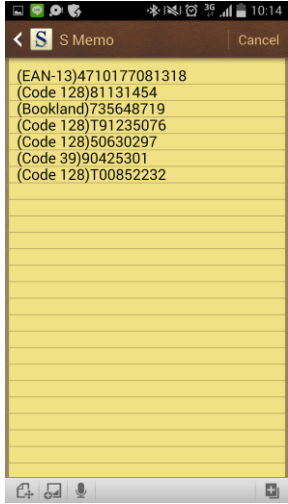 3G 10:14
S S Memo Cancel
(EAN-13)4710177081318
(Code 128)81131454
(Bookland)735648719
(Code 128)T91235076
(Code 128)50630297
(Code 39)90425301
(Code 128)T00852232